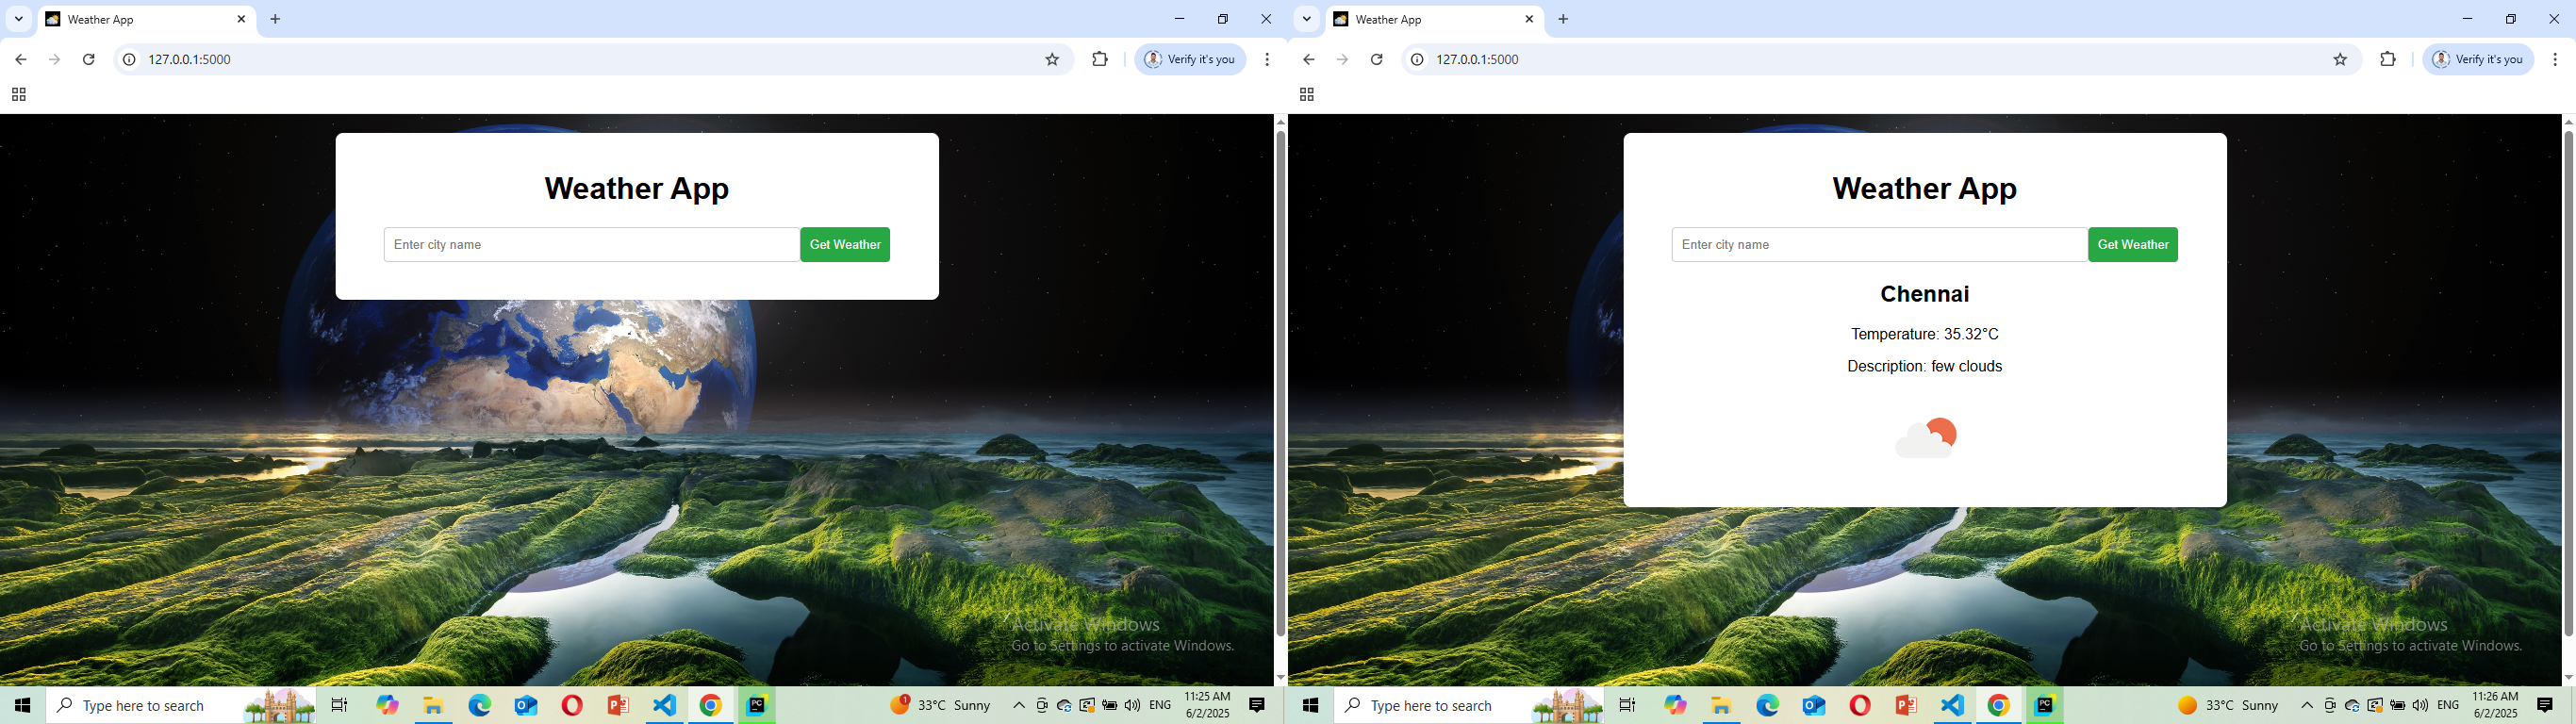 Weather App
127.0.0.1:5000
Verify it's you
Weather App
Enter city name
Get Weather
Activate Windows
Go to Settings to activate Windows.
Type here to search
PC
1
33°C Sunny
ENG
11:25 AM
6/2/2025
Weather App
127.0.0.1:5000
Verify it's you
Weather App
Enter city name
Get Weather
Chennai
Temperature: 35.32°C
Description: few clouds
Activate Windows
Go to Settings to activate Windows.
Type here to search
PC
33°C Sunny
ENG
11:26 AM
6/2/2025